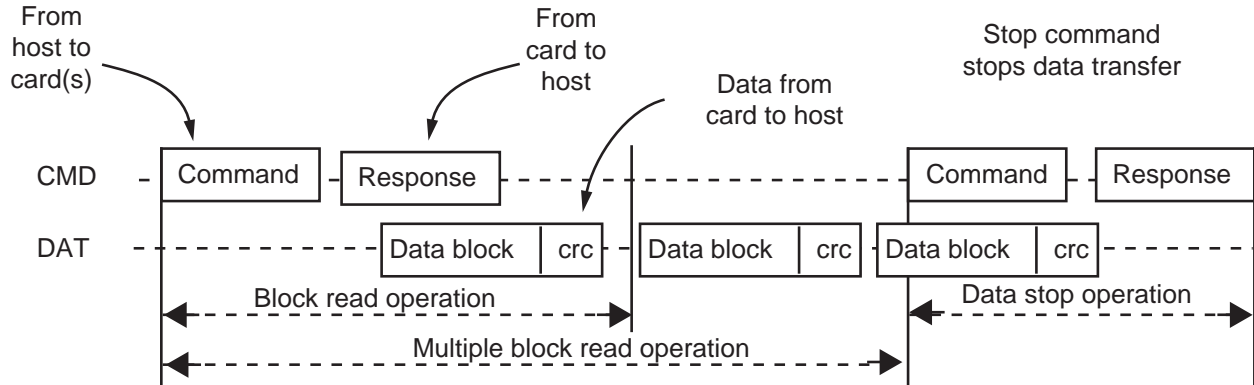 From
host to
card(s)
From
card to
host
Stop command
stops data transfer
Data from
card to host
CMD
Command
Response
Command
Response
DAT
Data block
crc
Data block
crc
Data block
crc
Block read operation
Data stop operation
Multiple block read operation